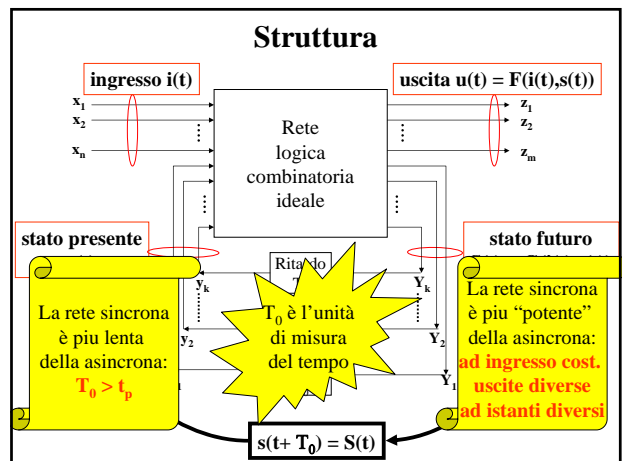 Struttura
ingresso i(t)
uscita u(t) = F(i(t),s(t))
x1
x2
xn
Rete
logica
combinatoria
ideale
z1
z2
zm
stato presente
stato futuro
yk
Yk
y2
Y2
Y1
La rete sincrona
è piu lenta
della asincrona:
T0 > tp
T0 è l'unità
di misura
del tempo
La rete sincrona
è piu "potente"
della asincrona:
ad ingresso cost.
uscite diverse
ad istanti diversi
s(t+ T0) = S(t)